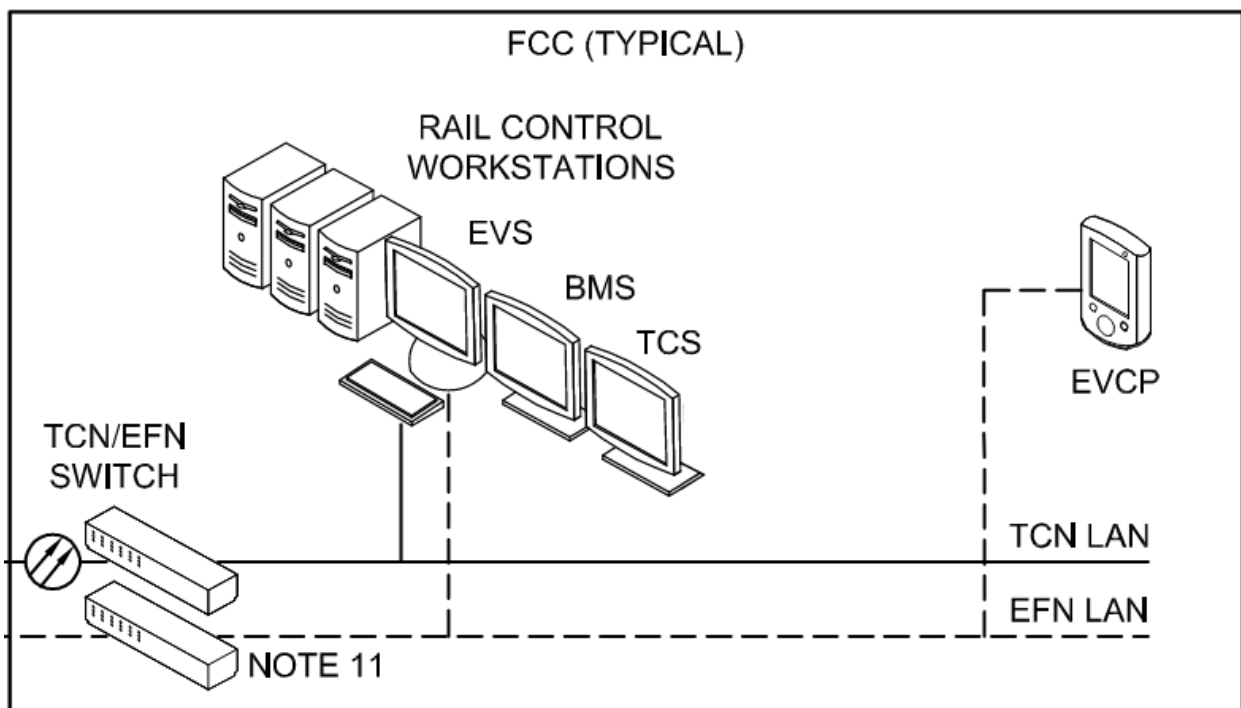 FCC (TYPICAL)
RAIL CONTROL
WORKSTATIONS
EVS
BMS
TCS
EVCP
TCN/EFN
SWITCH
TCN LAN
EFN LAN
NOTE 11